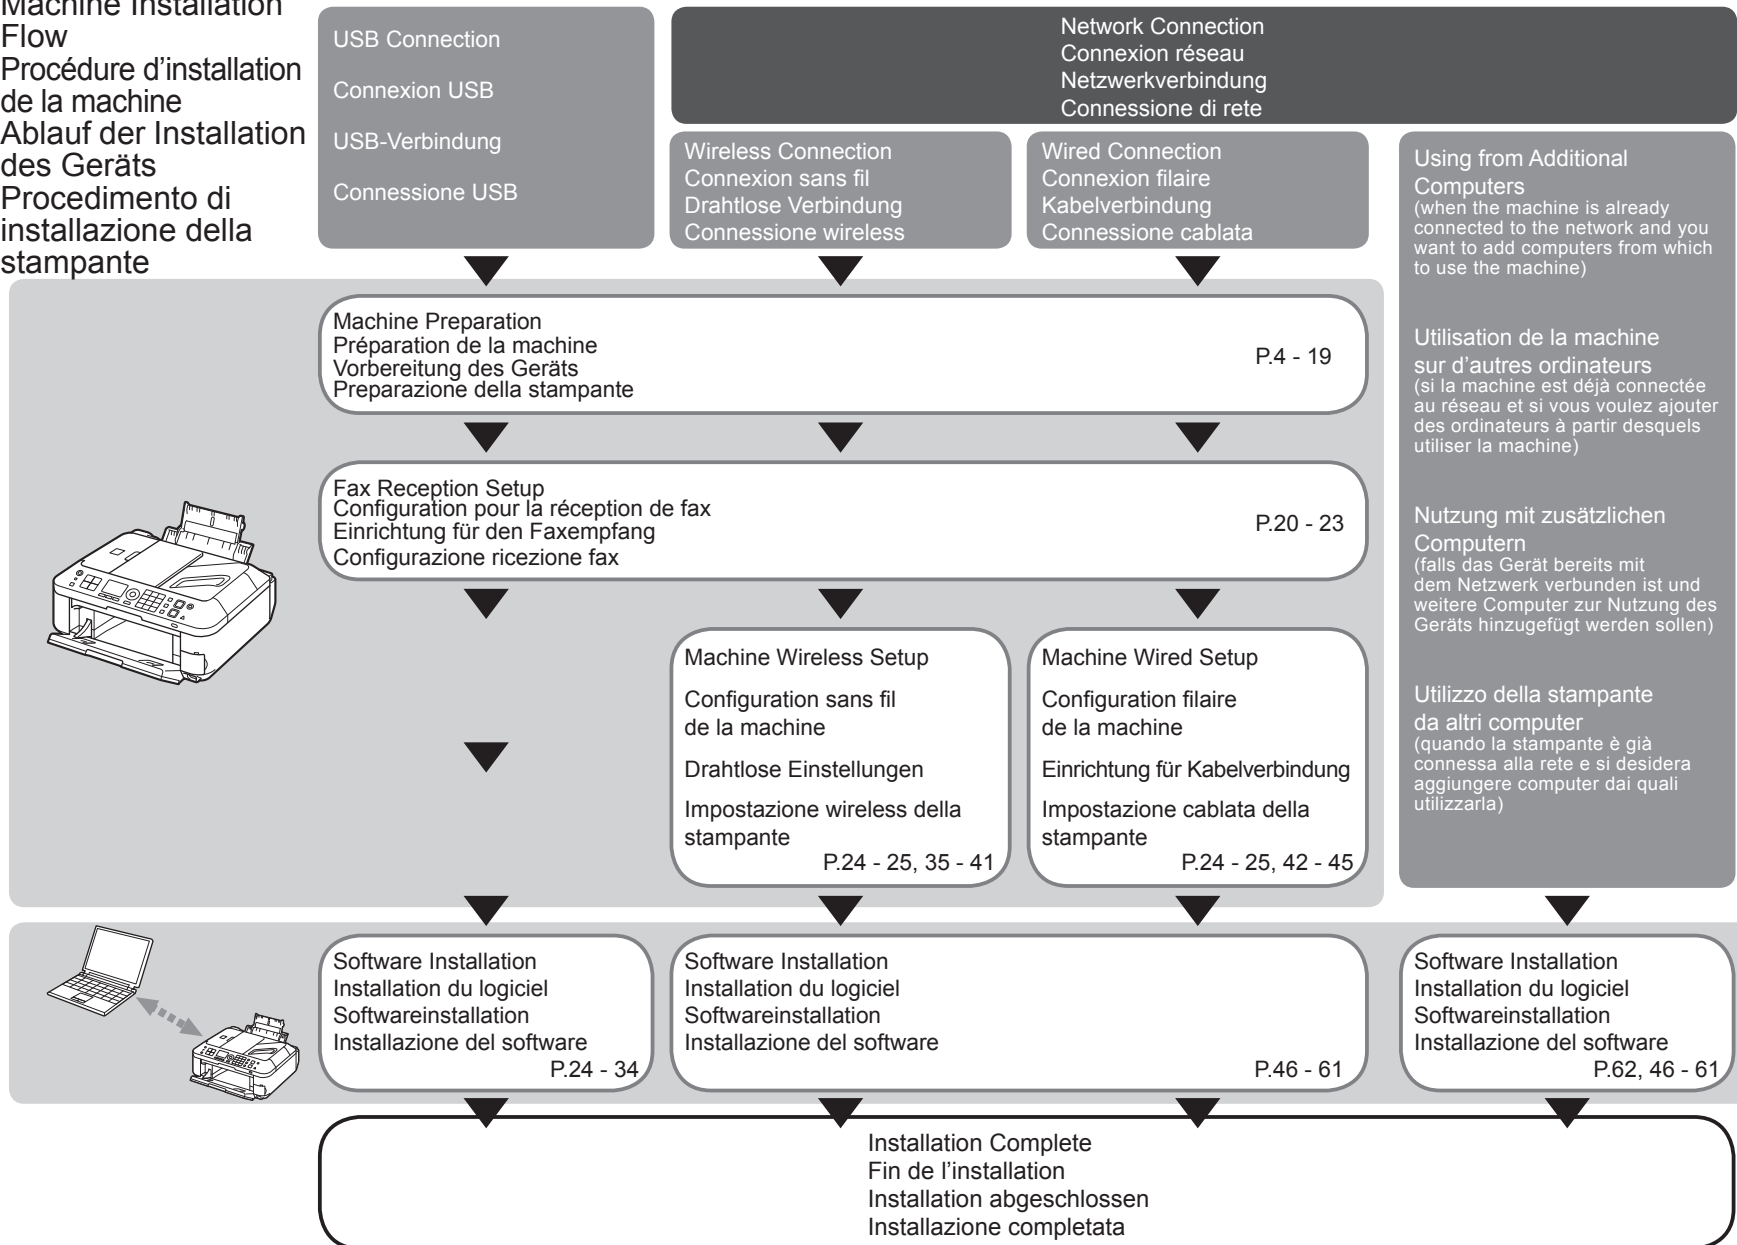 Machine Installation
Flow
Procédure d’installation
de la machine
Ablauf der Installation
des Geräts
Procedimento di
installazione della
stampante
USB Connection
Connexion USB
USB-Verbindung
Connessione USB
Network Connection
Connexion réseau
Netzwerkverbindung
Connessione di rete
Wireless Connection
Connexion sans fil
Drahtlose Verbindung
Connessione wireless
Wired Connection
Connexion filaire
Kabelverbindung
Connessione cablata
Using from Additional
Computers
(when the machine is already
connected to the network and you
want to add computers from which
to use the machine)
Utilisation de la machine
sur d’autres ordinateurs
(si la machine est déjà connectée
au réseau et si vous voulez ajouter
des ordinateurs à partir desquels
utiliser la machine)
Nutzung mit zusätzlichen
Computern
(falls das Gerät bereits mit
dem Netzwerk verbunden ist und
weitere Computer zur Nutzung des
Geräts hinzugefügt werden sollen)
Utilizzo della stampante
da altri computer
(quando la stampante è già
connessa alla rete e si desidera
aggiungere computer dai quali
utilizzarla)
Machine Preparation
Préparation de la machine
Vorbereitung des Geräts
Preparazione della stampante
P.4 - 19
Fax Reception Setup
Configuration pour la réception de fax
Einrichtung für den Faxempfang
Configurazione ricezione fax
P.20 - 23
Machine Wireless Setup
Configuration sans fil
de la machine
Drahtlose Einstellungen
Impostazione wireless della
stampante
P.24 - 25, 35 - 41
Machine Wired Setup
Configuration filaire
de la machine
Einrichtung für Kabelverbindung
Impostazione cablata della
stampante
P.24 - 25, 42 - 45
Software Installation
Installation du logiciel
Softwareinstallation
Installazione del software
P.24 - 34
Software Installation
Installation du logiciel
Softwareinstallation
Installazione del software
P.46 - 61
Software Installation
Installation du logiciel
Softwareinstallation
Installazione del software
P.62, 46 - 61
Installation Complete
Fin de l’installation
Installation abgeschlossen
Installazione completata